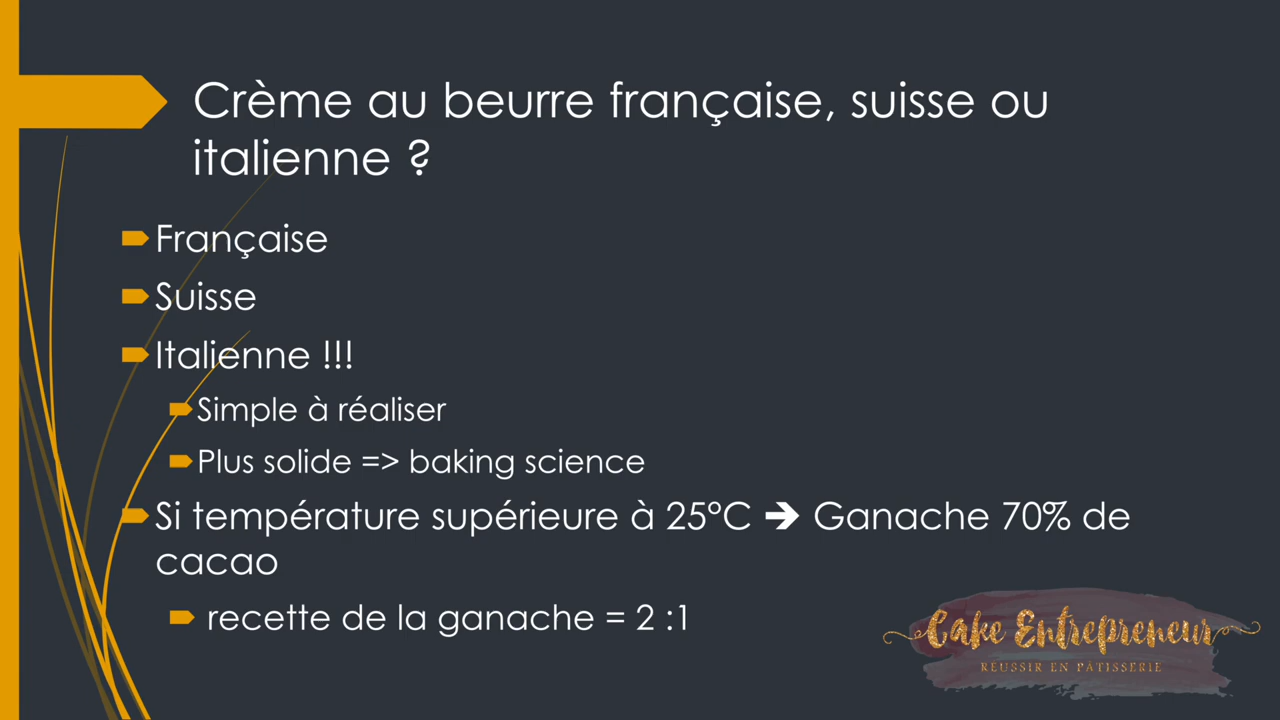 Crème au beurre française, suisse ou
italienne ?
Française
Suisse
Italienne !!!
Simple à réaliser
Plus solide => baking science
Si température supérieure à 25°C ➔ Ganache 70% de
cacao
recette de la ganache = 2 :1
Cake Entrepreneur
RÉUSSIR EN PÂTISSERIE